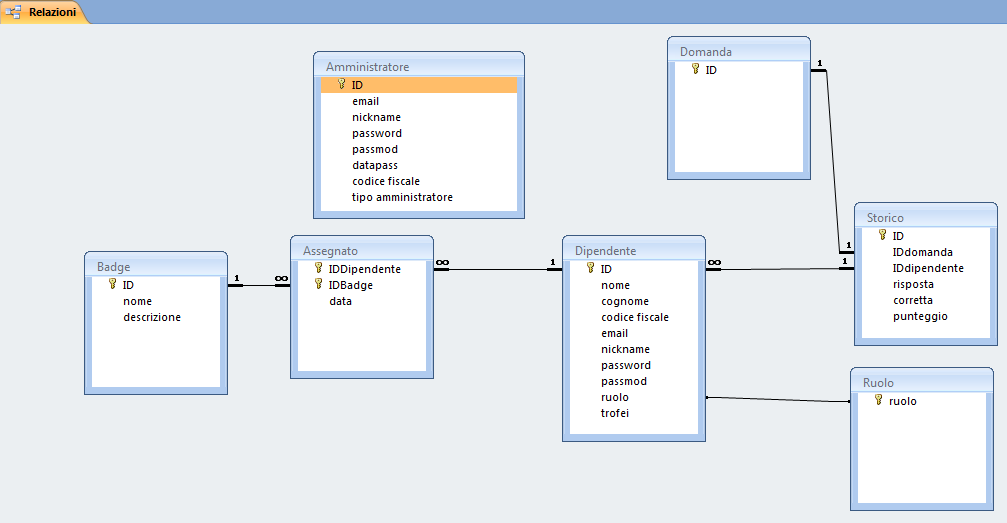 Relazioni
Amministratore
ID
email
nickname
password
passmod
datapass
codice fiscale
tipo amministratore
Domanda
ID
1
Storico
ID
IDdomanda
IDdipendente
risposta
corretta
punteggio
1
1
Badge
ID
nome
descrizione
1
∞
Assegnato
IDDipendente
IDBadge
data
∞
1
Dipendente
ID
nome
cognome
codice fiscale
email
nickname
password
passmod
ruolo
trofei
∞
Ruolo
ruolo